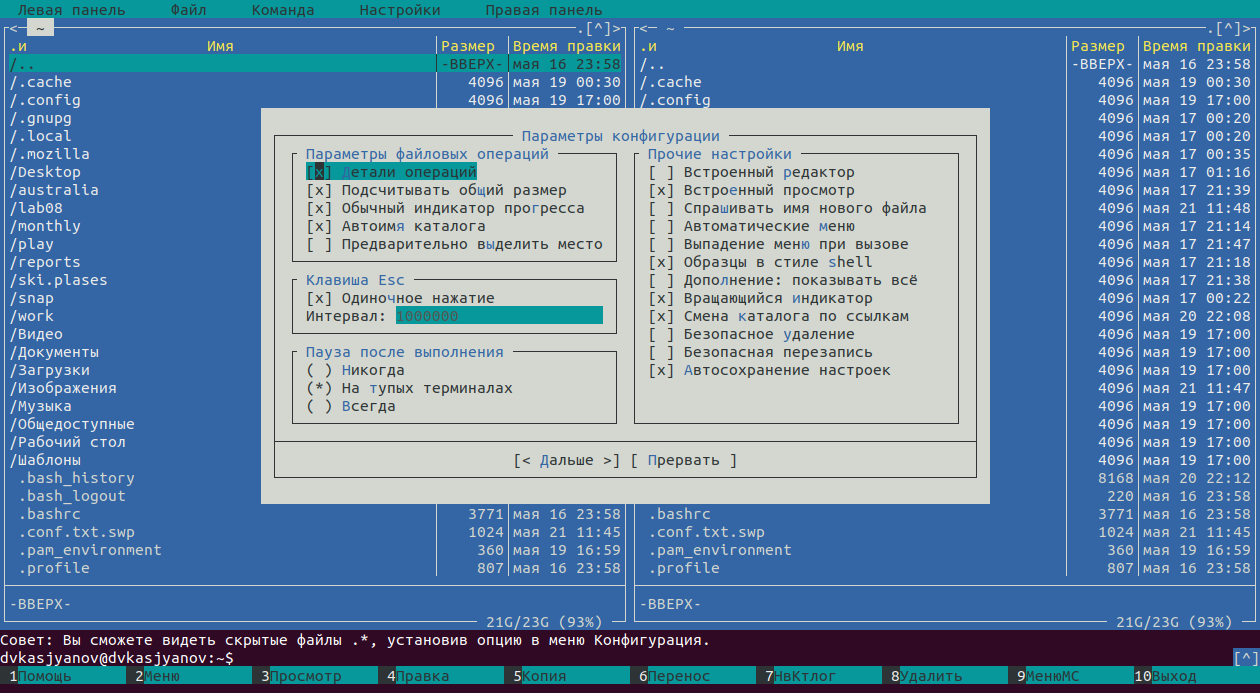 Левая панель Файл Команда Настройки Правая панель
<─ ~ .[^]> <─ ~ .[^]>
.и Имя Размер Время правки .и Имя Размер Время правки
/.. -ВВЕРХ- мая 16 23:58 /.. -ВВЕРХ- мая 16 23:58
/.cache 4096 мая 19 00:30 /.cache 4096 мая 19 00:30
/.config 4096 мая 19 17:00 /.config 4096 мая 19 17:00
/.gnupg 4096 мая 17 00:20
/.local Параметры конфигурации 4096 мая 17 00:20
/.mozilla Параметры файловых операций Прочие настройки 4096 мая 17 00:35
/Desktop [x] Детали операций [ ] Встроенный редактор 4096 мая 17 01:16
/australia [x] Подсчитывать общий размер [x] Встроенный просмотр 4096 мая 17 21:39
/lab08 [x] Обычный индикатор прогресса [ ] Спрашивать имя нового файла 4096 мая 21 11:48
/monthly [x] Автоимя каталога [ ] Автоматические меню 4096 мая 17 21:14
/play [ ] Предварительно выделить место [ ] Выпадение меню при вызове 4096 мая 17 21:47
/reports [x] Образцы в стиле shell 4096 мая 17 21:18
/ski.plases Клавиша Esc [ ] Дополнение: показывать всё 4096 мая 17 21:38
/snap [x] Одиночное нажатие [x] Вращающийся индикатор 4096 мая 17 00:22
/work Интервал: 1000000 [x] Смена каталога по ссылкам 4096 мая 20 22:08
/Видео [ ] Безопасное удаление 4096 мая 19 17:00
/Документы Пауза после выполнения [ ] Безопасная перезапись 4096 мая 19 17:00
/Загрузки ( ) Никогда [x] Автосохранение настроек 4096 мая 19 17:00
/Изображения (*) На тупых терминалах 4096 мая 21 11:47
/Музыка ( ) Всегда 4096 мая 19 17:00
/Общедоступные 4096 мая 19 17:00
/Рабочий стол 4096 мая 19 17:00
/Шаблоны [< Дальше >] [ Прервать ] 4096 мая 19 17:00
.bash_history 8168 мая 20 22:12
.bash_logout 220 мая 16 23:58
.bashrc 3771 мая 16 23:58 .bashrc 3771 мая 16 23:58
.conf.txt.swp 1024 мая 21 11:45 .conf.txt.swp 1024 мая 21 11:45
.pam_environment 360 мая 19 16:59 .pam_environment 360 мая 19 16:59
.profile 807 мая 16 23:58 .profile 807 мая 16 23:58
-ВВЕРХ- -ВВЕРХ-
21G/23G (93%) 21G/23G (93%)
Совет: Вы сможете видеть скрытые файлы .*, установив опцию в меню Конфигурация.
dvkasjyanov@dvkasjyanov:~$ [^]
1Помощь 2Меню 3Просмотр 4Правка 5Копия 6Перенос 7НвКтлог 8Удалить 9МенюМС 10Выход